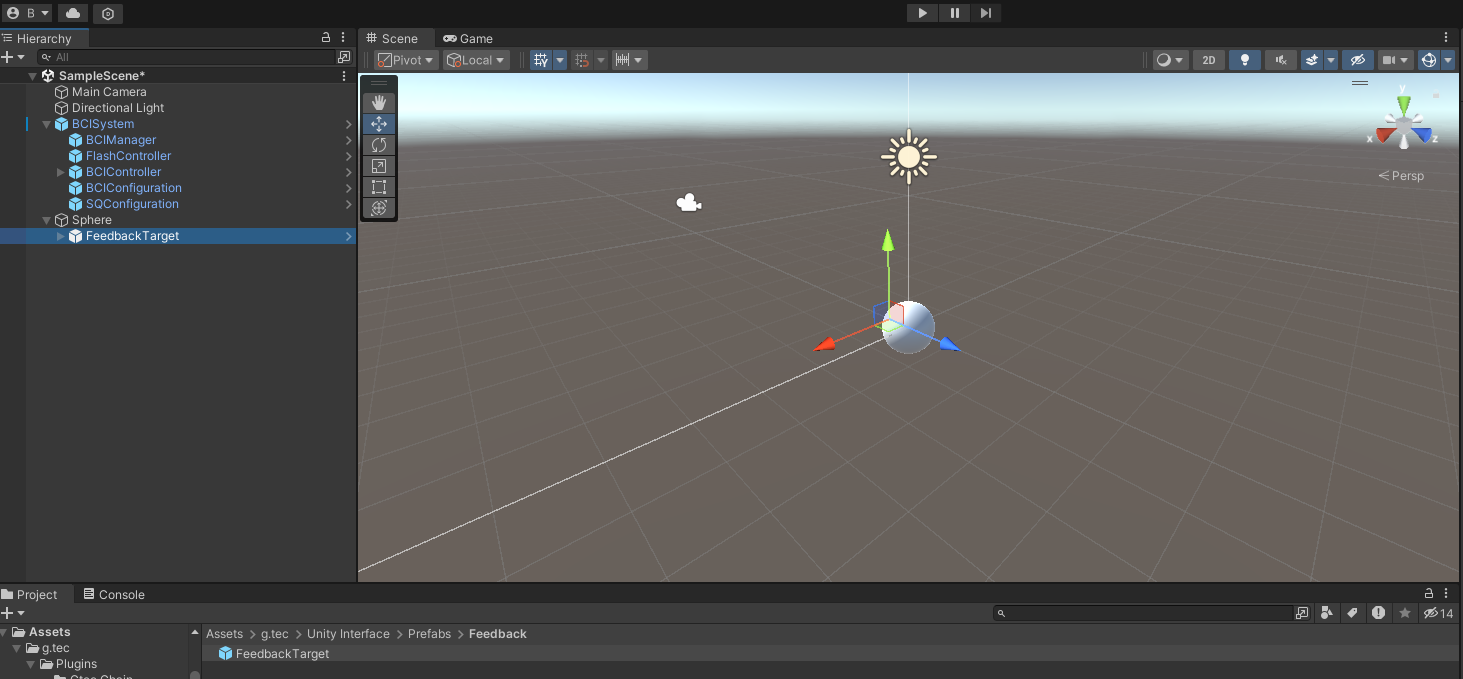 B
Hierarchy
All
SampleScene*
Main Camera
Directional Light
BCISystem
BCIManager
FlashController
BCIController
BCIConfiguration
SQConfiguration
Sphere
FeedbackTarget
Scene Game
Pivot Local 2D
y
x z
Persp
Project Console
14
Assets
g.tec
Plugins
Assets > g.tec > Unity Interface > Prefabs > Feedback
FeedbackTarget